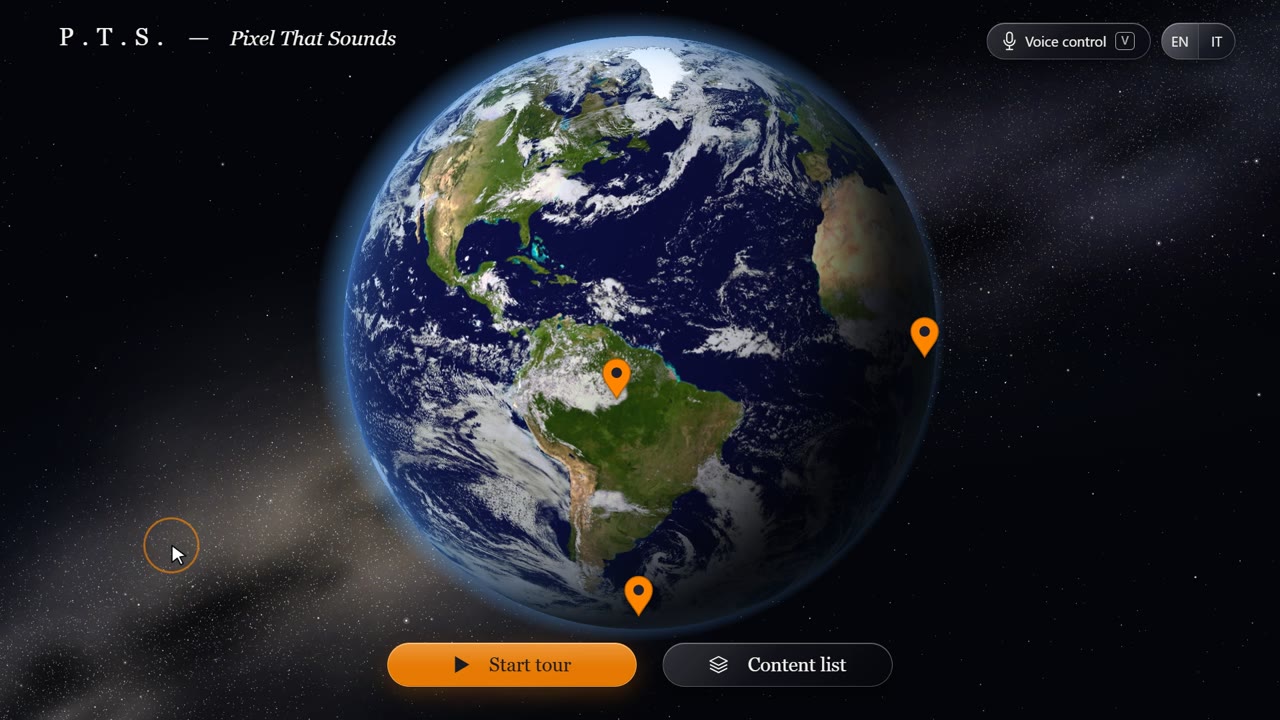 P.T.S. — Pixel That Sounds
Voice control V
EN IT
Start tour
Content list